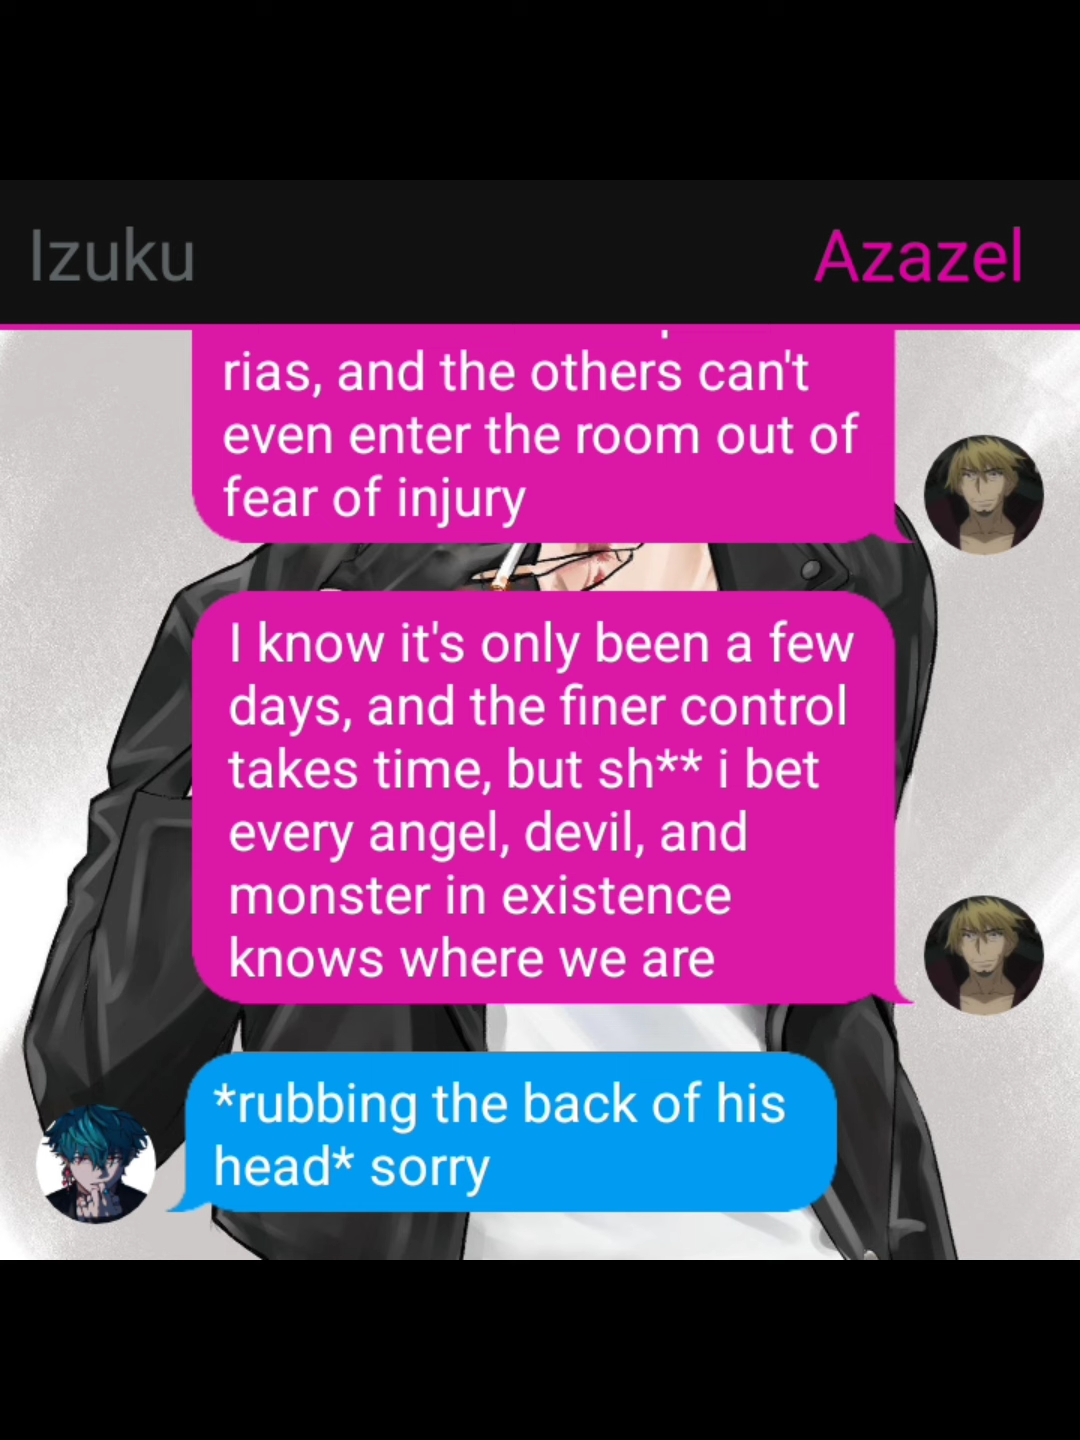 Izuku
Azazel
rias, and the others can't
even enter the room out of
fear of injury
I know it's only been a few
days, and the finer control
takes time, but sh** i bet
every angel, devil, and
monster in existence
knows where we are
*rubbing the back of his
head* sorry